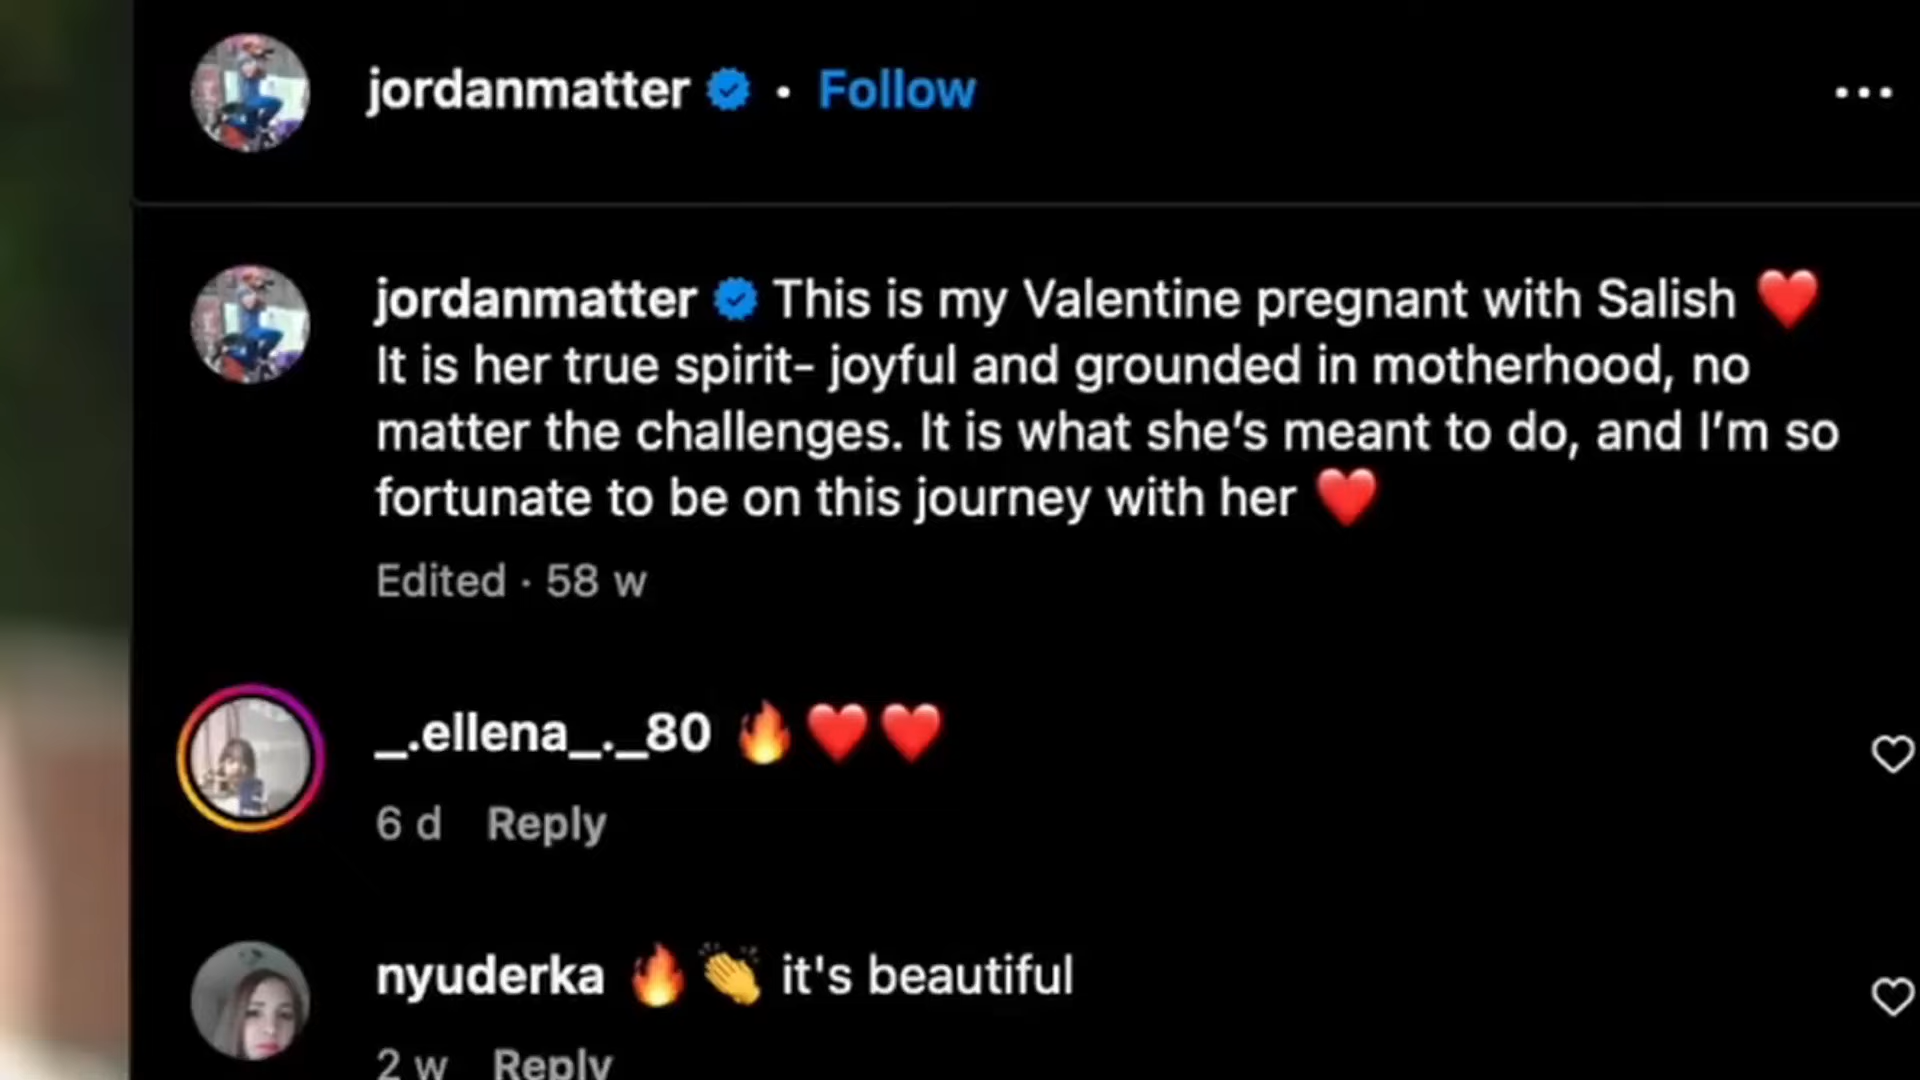 jordanmatter • Follow
jordanmatter This is my Valentine pregnant with Salish ❤️
It is her true spirit- joyful and grounded in motherhood, no
matter the challenges. It is what she's meant to do, and I'm so
fortunate to be on this journey with her ❤️
Edited · 58 w
_.ellena_._80 🔥❤️❤️
6 d Reply
nyuderka 🔥👏 it's beautiful
2 w Reply